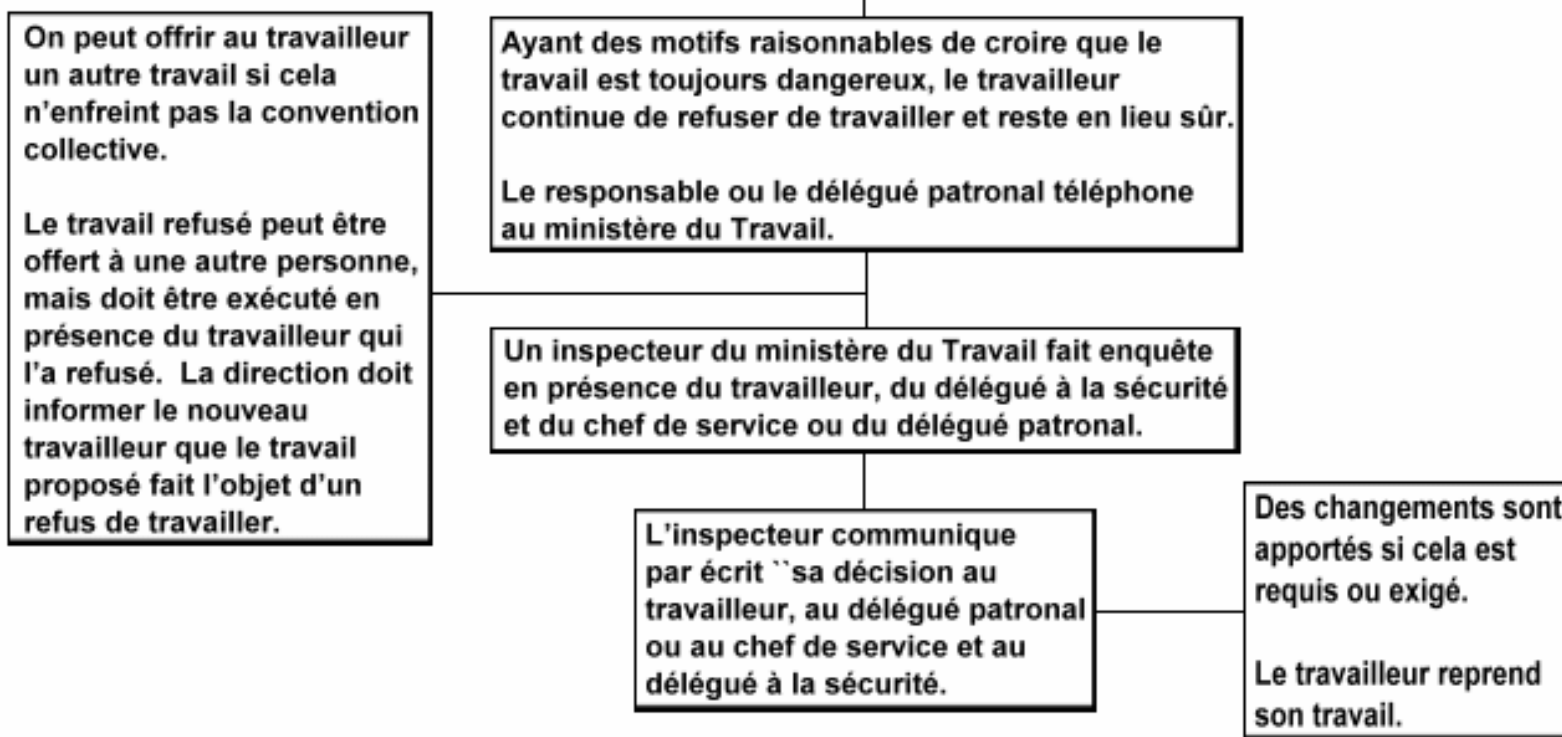 On peut offrir au travailleur
un autre travail si cela
n'enfreint pas la convention
collective.
Le travail refusé peut être
offert à une autre personne,
mais doit être exécuté en
présence du travailleur qui
l'a refusé.  La direction doit
informer le nouveau
travailleur que le travail
proposé fait l'objet d'un
refus de travailler.
Ayant des motifs raisonnables de croire que le
travail est toujours dangereux, le travailleur
continue de refuser de travailler et reste en lieu sûr.
Le responsable ou le délégué patronal téléphone
au ministère du Travail.
Un inspecteur du ministère du Travail fait enquête
en présence du travailleur, du délégué à la sécurité
et du chef de service ou du délégué patronal.
L'inspecteur communique
par écrit ``sa décision au
travailleur, au délégué patronal
ou au chef de service et au
délégué à la sécurité.
Des changements sont
apportés si cela est
requis ou exigé.
Le travailleur reprend
son travail.